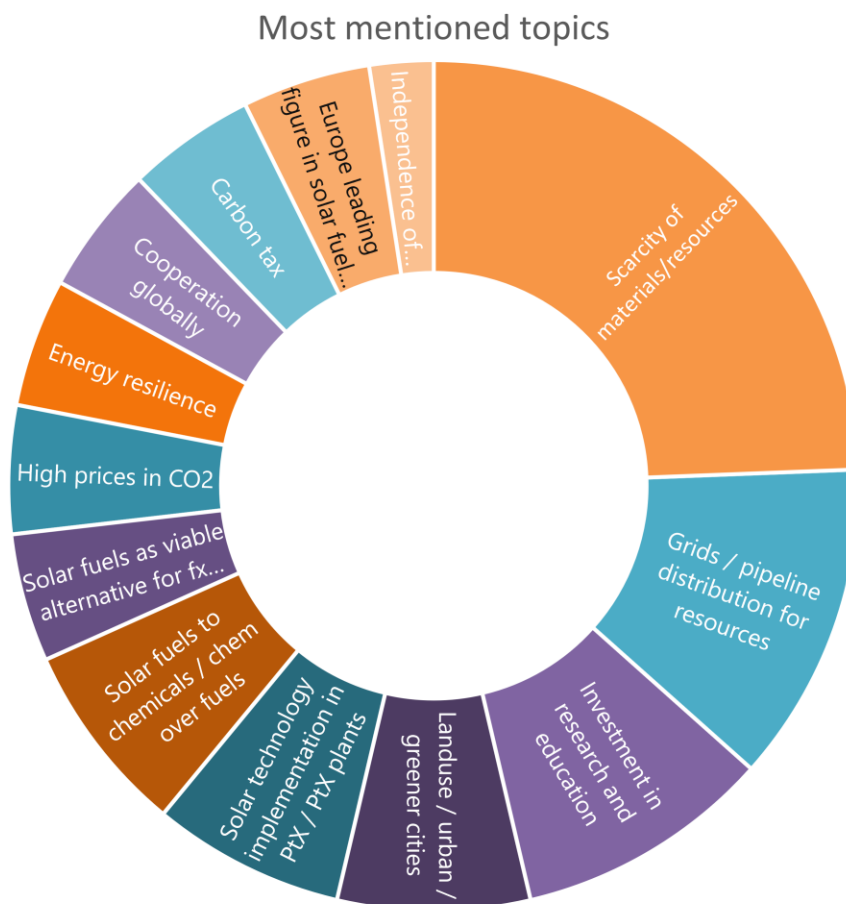 Most mentioned topics
Scarcity of
materials/resources
Grids / pipeline
distribution for
resources
Investment in
research and
education
Landuse / urban /
greener cities
Solar technology
implementation in
PtX / PtX plants
Solar fuels to
chemicals / chem
over fuels
Solar fuels as viable
alternative for fx...
High prices in CO2
Energy resilience
Cooperation
globally
Carbon tax
Europe leading
figure in solar fuel...
Independence of...